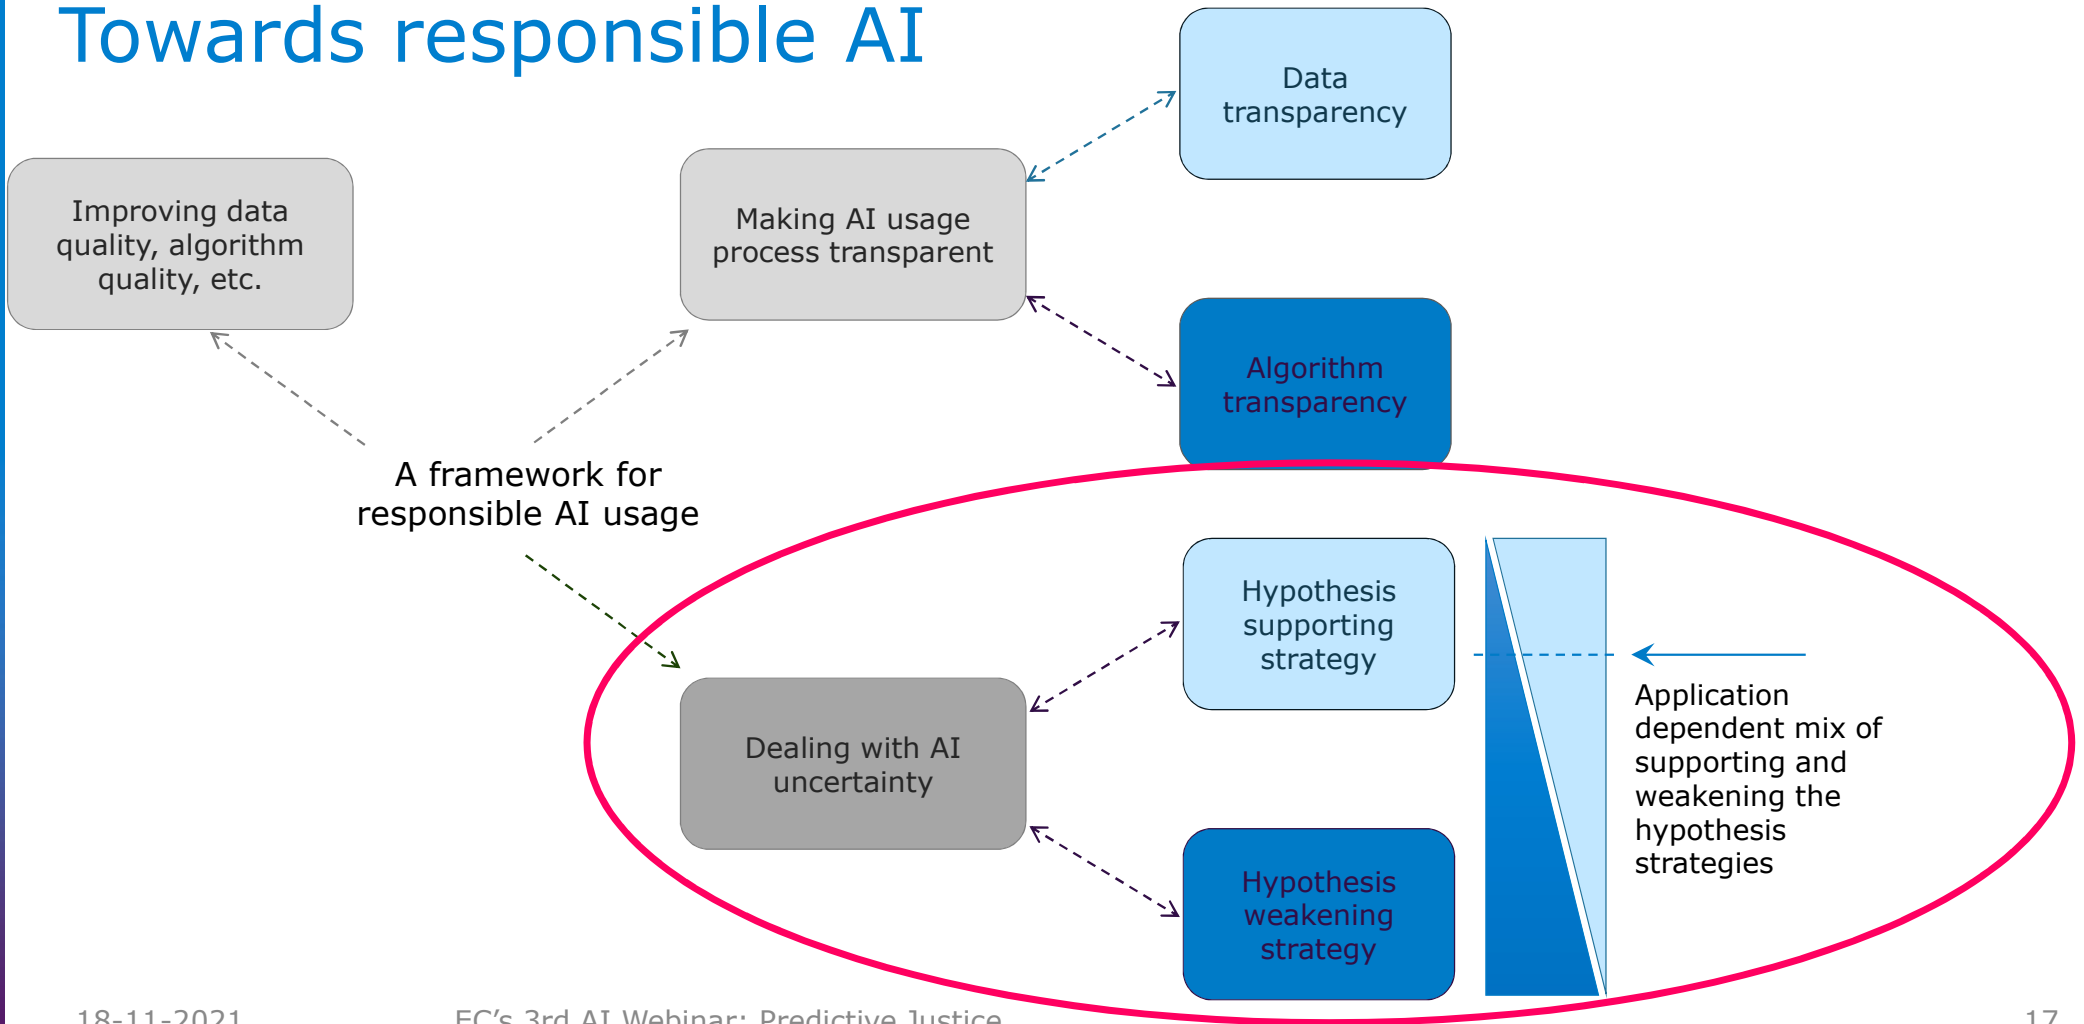 Towards responsible AI
Data
transparency
Improving data
quality, algorithm
quality, etc.
Making AI usage
process transparent
Algorithm
transparency
A framework for
responsible AI usage
Hypothesis
supporting
strategy
Application
dependent mix of
supporting and
weakening the
hypothesis
strategies
Dealing with AI
uncertainty
Hypothesis
weakening
strategy
18-11-2021
EC's 3rd AI Webinar: Predictive Justice
17